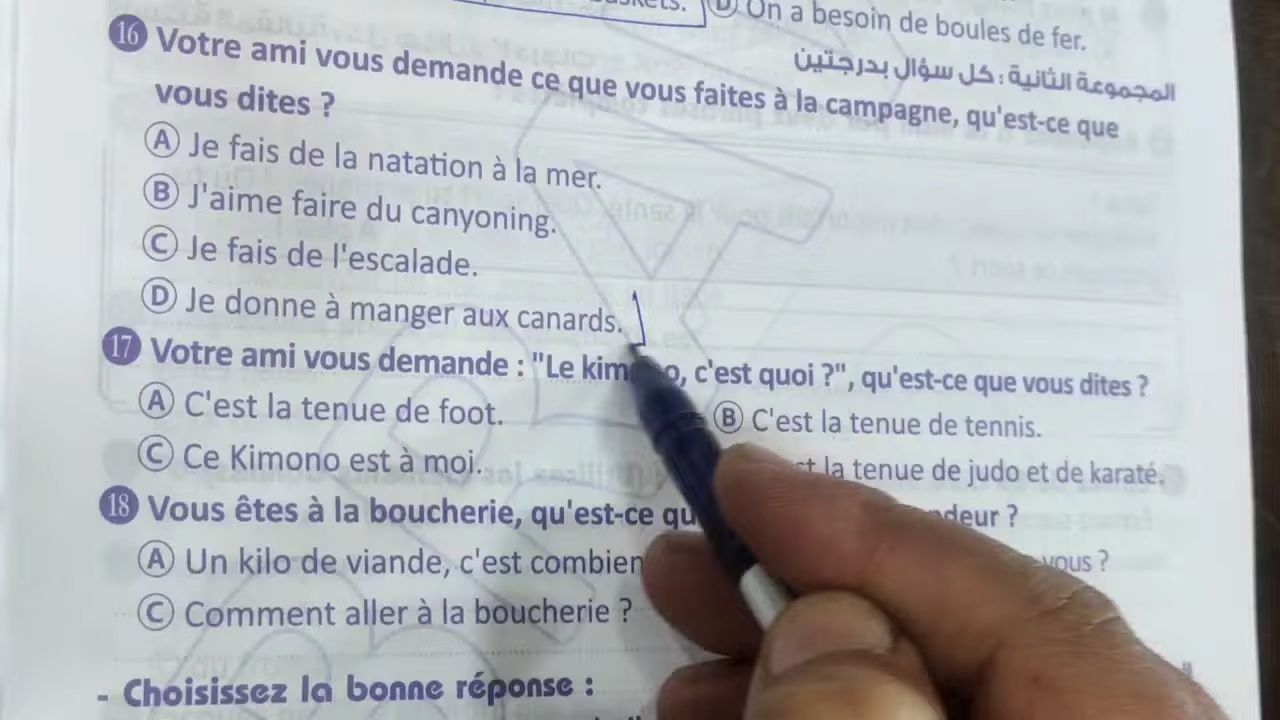 Ⓓ On a besoin de boules de fer.
المجموعة الثانية : كل سؤال بدرجتين
16 Votre ami vous demande ce que vous faites à la campagne, qu'est-ce que
vous dites ?
Ⓐ Je fais de la natation à la mer.
Ⓑ J'aime faire du canyoning.
Ⓒ Je fais de l'escalade.
Ⓓ Je donne à manger aux canards.
17 Votre ami vous demande : "Le c'est quoi ?", qu'est-ce que vous dites ?
Ⓐ C'est la tenue de foot. Ⓑ C'est la tenue de tennis.
Ⓒ Ce Kimono est à moi. la tenue de judo et de karaté.
18 Vous êtes à la boucherie, qu'est-ce ?
Ⓐ Un kilo de viande, c'est combien vous ?
Ⓒ Comment aller à la boucherie ?
- Choisissez la bonne réponse :